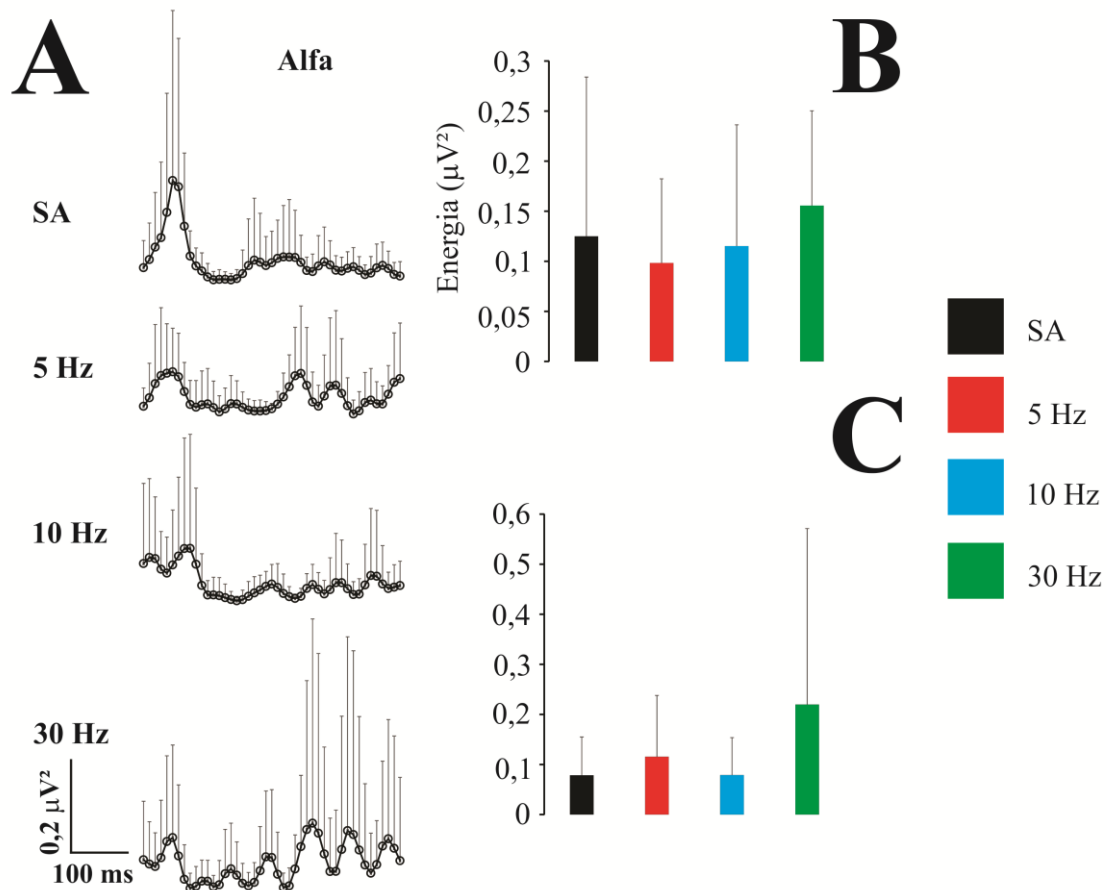 A
Alfa
SA
5 Hz
10 Hz
30 Hz
0,2 µV²
100 ms
B
Energia (µV²)
0,3
0,25
0,2
0,15
0,1
0,05
0
C
0,6
0,5
0,4
0,3
0,2
0,1
0
SA
5 Hz
10 Hz
30 Hz